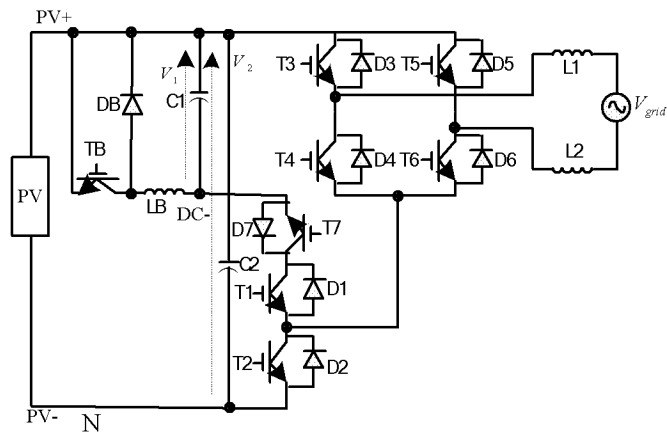 PV+
T3
D3
T5
D5
L1
V1
V2
DB
C1
Vgrid
TB
T4
D4
T6
D6
L2
PV
LB
DC-
D7
T7
C2
T1
D1
T2
D2
PV-
N